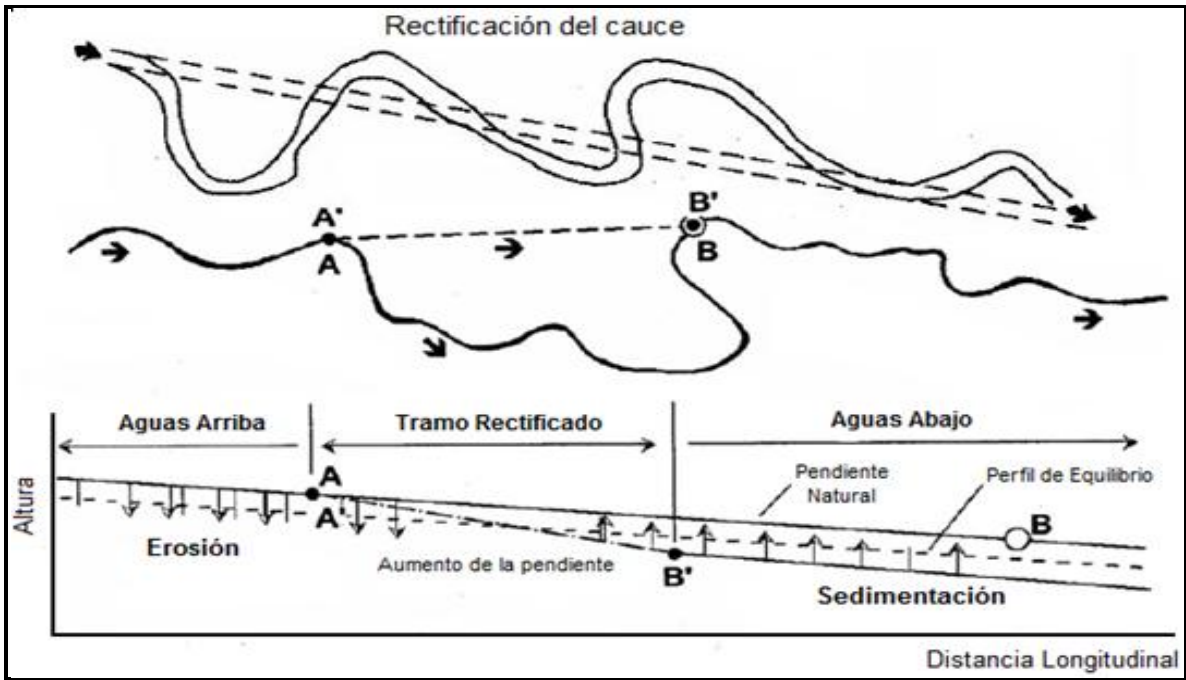 Rectificación del cauce
A'
A
B'
B
Aguas Arriba
Tramo Rectificado
Aguas Abajo
Altura
A
A'
Erosión
Aumento de la pendiente
B'
Pendiente
Natural
Perfil de Equilibrio
B
Sedimentación
Distancia Longitudinal